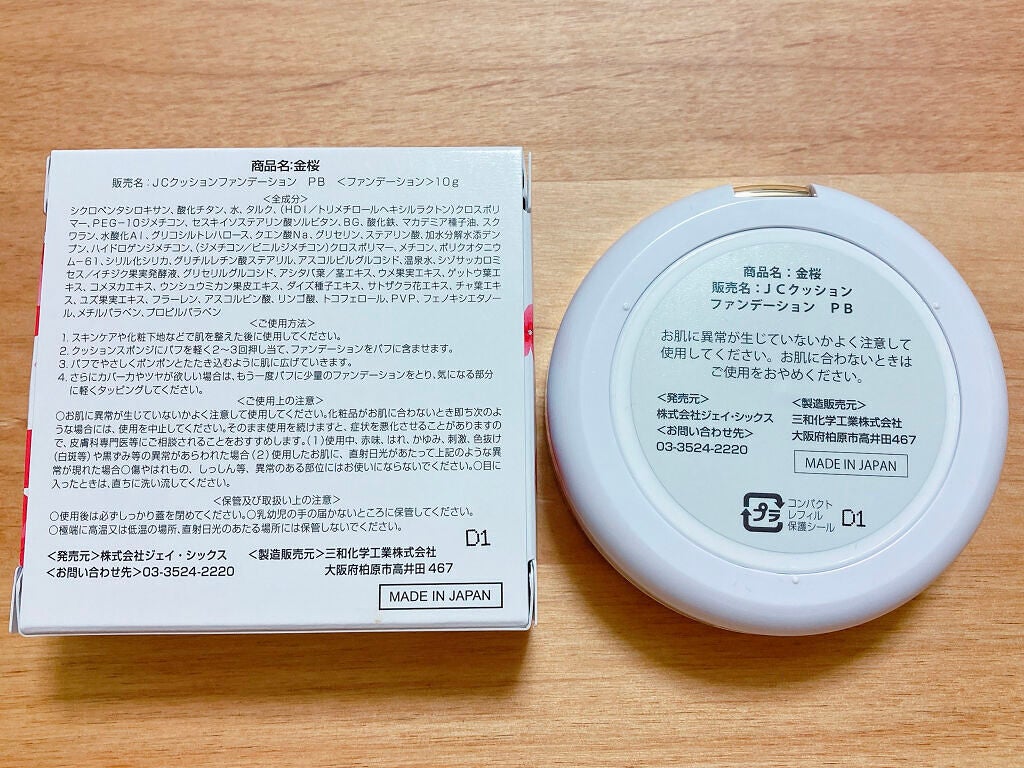 商品名:金桜
販売名:JCクッションファンデーション PB <ファンデーション>10g
<全成分>
シクロペンタシロキサン、酸化チタン、水、タルク、(HDI/トリメチロールヘキシルラクトン)クロスポリ
マー、PEG-10ジメチコン、セスキイソステアリン酸ソルビタン、BG、酸化鉄、マカデミア種子油、スク
ワラン、水酸化Al、グリコシルトレハロース、クエン酸Na、グリセリン、ステアリン酸、加水分解水添デン
プン、ハイドロゲンジメチコン、(ジメチコン/ビニルジメチコン)クロスポリマー、メチコン、ポリクオタニウ
ム-61、シリル化シリカ、グリチルレチン酸ステアリル、アスコルビルグルコシド、温泉水、シゾサッカロミ
セス/イチジク果実発酵液、グリセリルグルコシド、アシタバ葉/茎エキス、ウメ果実エキス、ゲットウ葉エ
キス、コメヌカエキス、ウンシュウミカン果皮エキス、ダイズ種子エキス、サトザクラ花エキス、チャ葉エキ
ス、ユズ果実エキス、フラーレン、アスコルビン酸、リンゴ酸、トコフェロール、PVP、フェノキシエタノー
ル、メチルパラベン、プロピルパラベン
<ご使用方法>
1. スキンケアや化粧下地などで肌を整えた後に使用してください。
2. クッションスポンジにパフを軽く2~3回押し当て、ファンデーションをパフに含ませます。
3. パフでやさしくポンポンとたたき込むように肌に広げていきます。
4. さらにカバー力やツヤが欲しい場合は、もう一度パフに少量のファンデーションをとり、気になる部分
に軽くタッピングしてください。
<ご使用上の注意>
○お肌に異常が生じていないかよく注意して使用してください。化粧品がお肌に合わないとき即ち次のよ
うな場合には、使用を中止してください。そのまま使用を続けますと、症状を悪化させることがありますの
で、皮膚科専門医等にご相談されることをおすすめします。(1)使用中、赤味、はれ、かゆみ、刺激、色抜け
(白斑等)や黒ずみ等の異常があらわれた場合(2)使用したお肌に、直射日光があたって上記のような異
常が現れた場合○傷やはれもの、しっしん等、異常のある部位にはお使いにならないでください。○目に
入ったときは、直ちに洗い流してください。
<保管及び取扱い上の注意>
○使用後は必ずしっかり蓋を閉めてください。○乳幼児の手の届かないところに保管してください。
○極端に高温又は低温の場所、直射日光のあたる場所には保管しないでください。
D1
<発売元>株式会社ジェイ・シックス <製造販売元>三和化学工業株式会社
<お問い合わせ先>03-3524-2220 大阪府柏原市高井田467
MADE IN JAPAN
商品名:金桜
販売名:JCクッション
ファンデーション PB
お肌に異常が生じていないかよく注意して
使用してください。お肌に合わないときは
ご使用をおやめください。
<発売元> <製造販売元>
株式会社ジェイ・シックス 三和化学工業株式会社
<お問い合わせ先> 大阪府柏原市高井田467
03-3524-2220
MADE IN JAPAN
プラ
コンパクト
レフィル
保護シール
D1